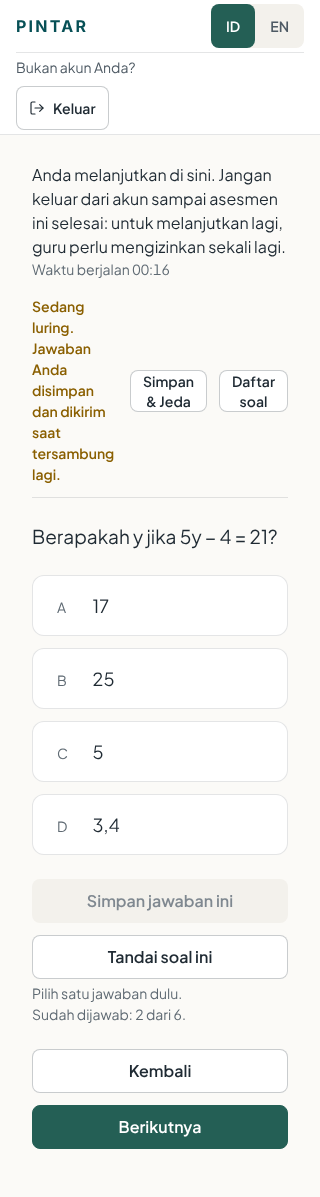 PINTAR
ID
EN
Bukan akun Anda?
Keluar
Anda melanjutkan di sini. Jangan
keluar dari akun sampai asesmen
ini selesai: untuk melanjutkan lagi,
guru perlu mengizinkan sekali lagi.
Waktu berjalan 00:16
Sedang
luring.
Jawaban
Anda
disimpan
dan dikirim
saat
tersambung
lagi.
Simpan
& Jeda
Daftar
soal
Berapakah y jika 5y – 4 = 21?
A 17
B 25
C 5
D 3,4
Simpan jawaban ini
Tandai soal ini
Pilih satu jawaban dulu.
Sudah dijawab: 2 dari 6.
Kembali
Berikutnya